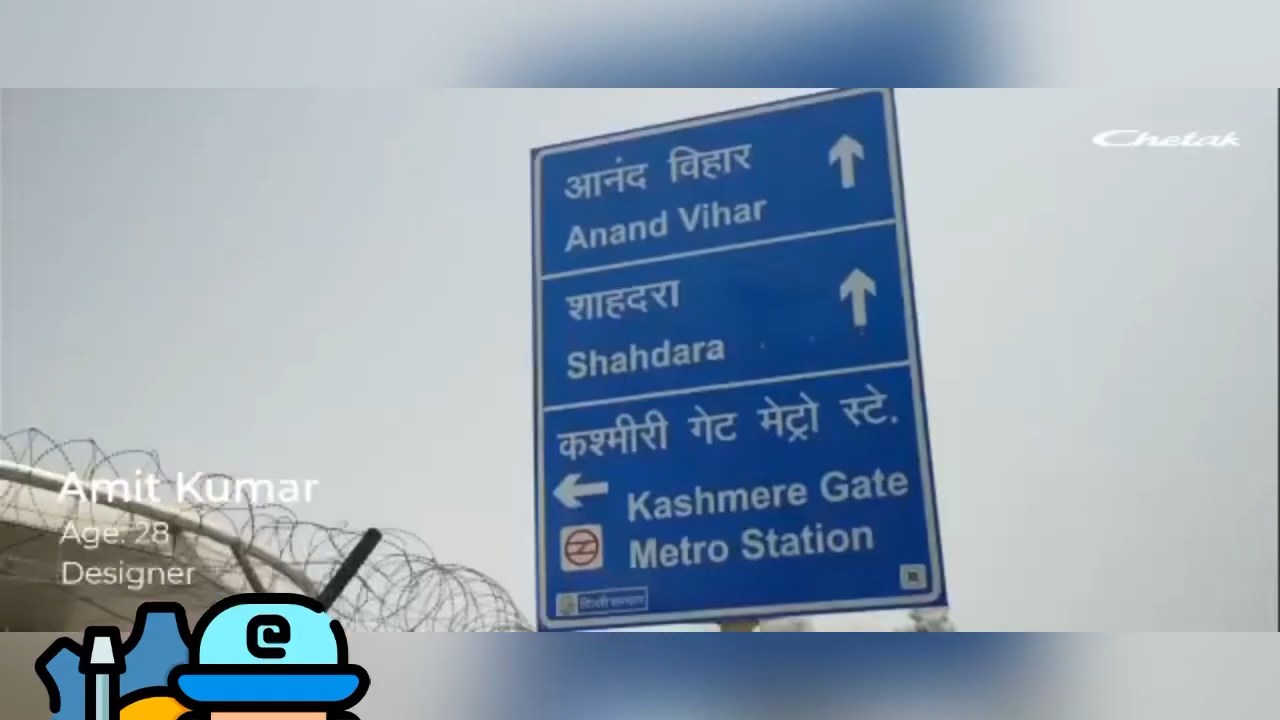 Chetak
आनंद विहार
Anand Vihar
शाहदरा
Shahdara
कश्मीरी गेट मेट्रो स्टे.
Kashmere Gate
Metro Station
Amit Kumar
Age: 28
Designer